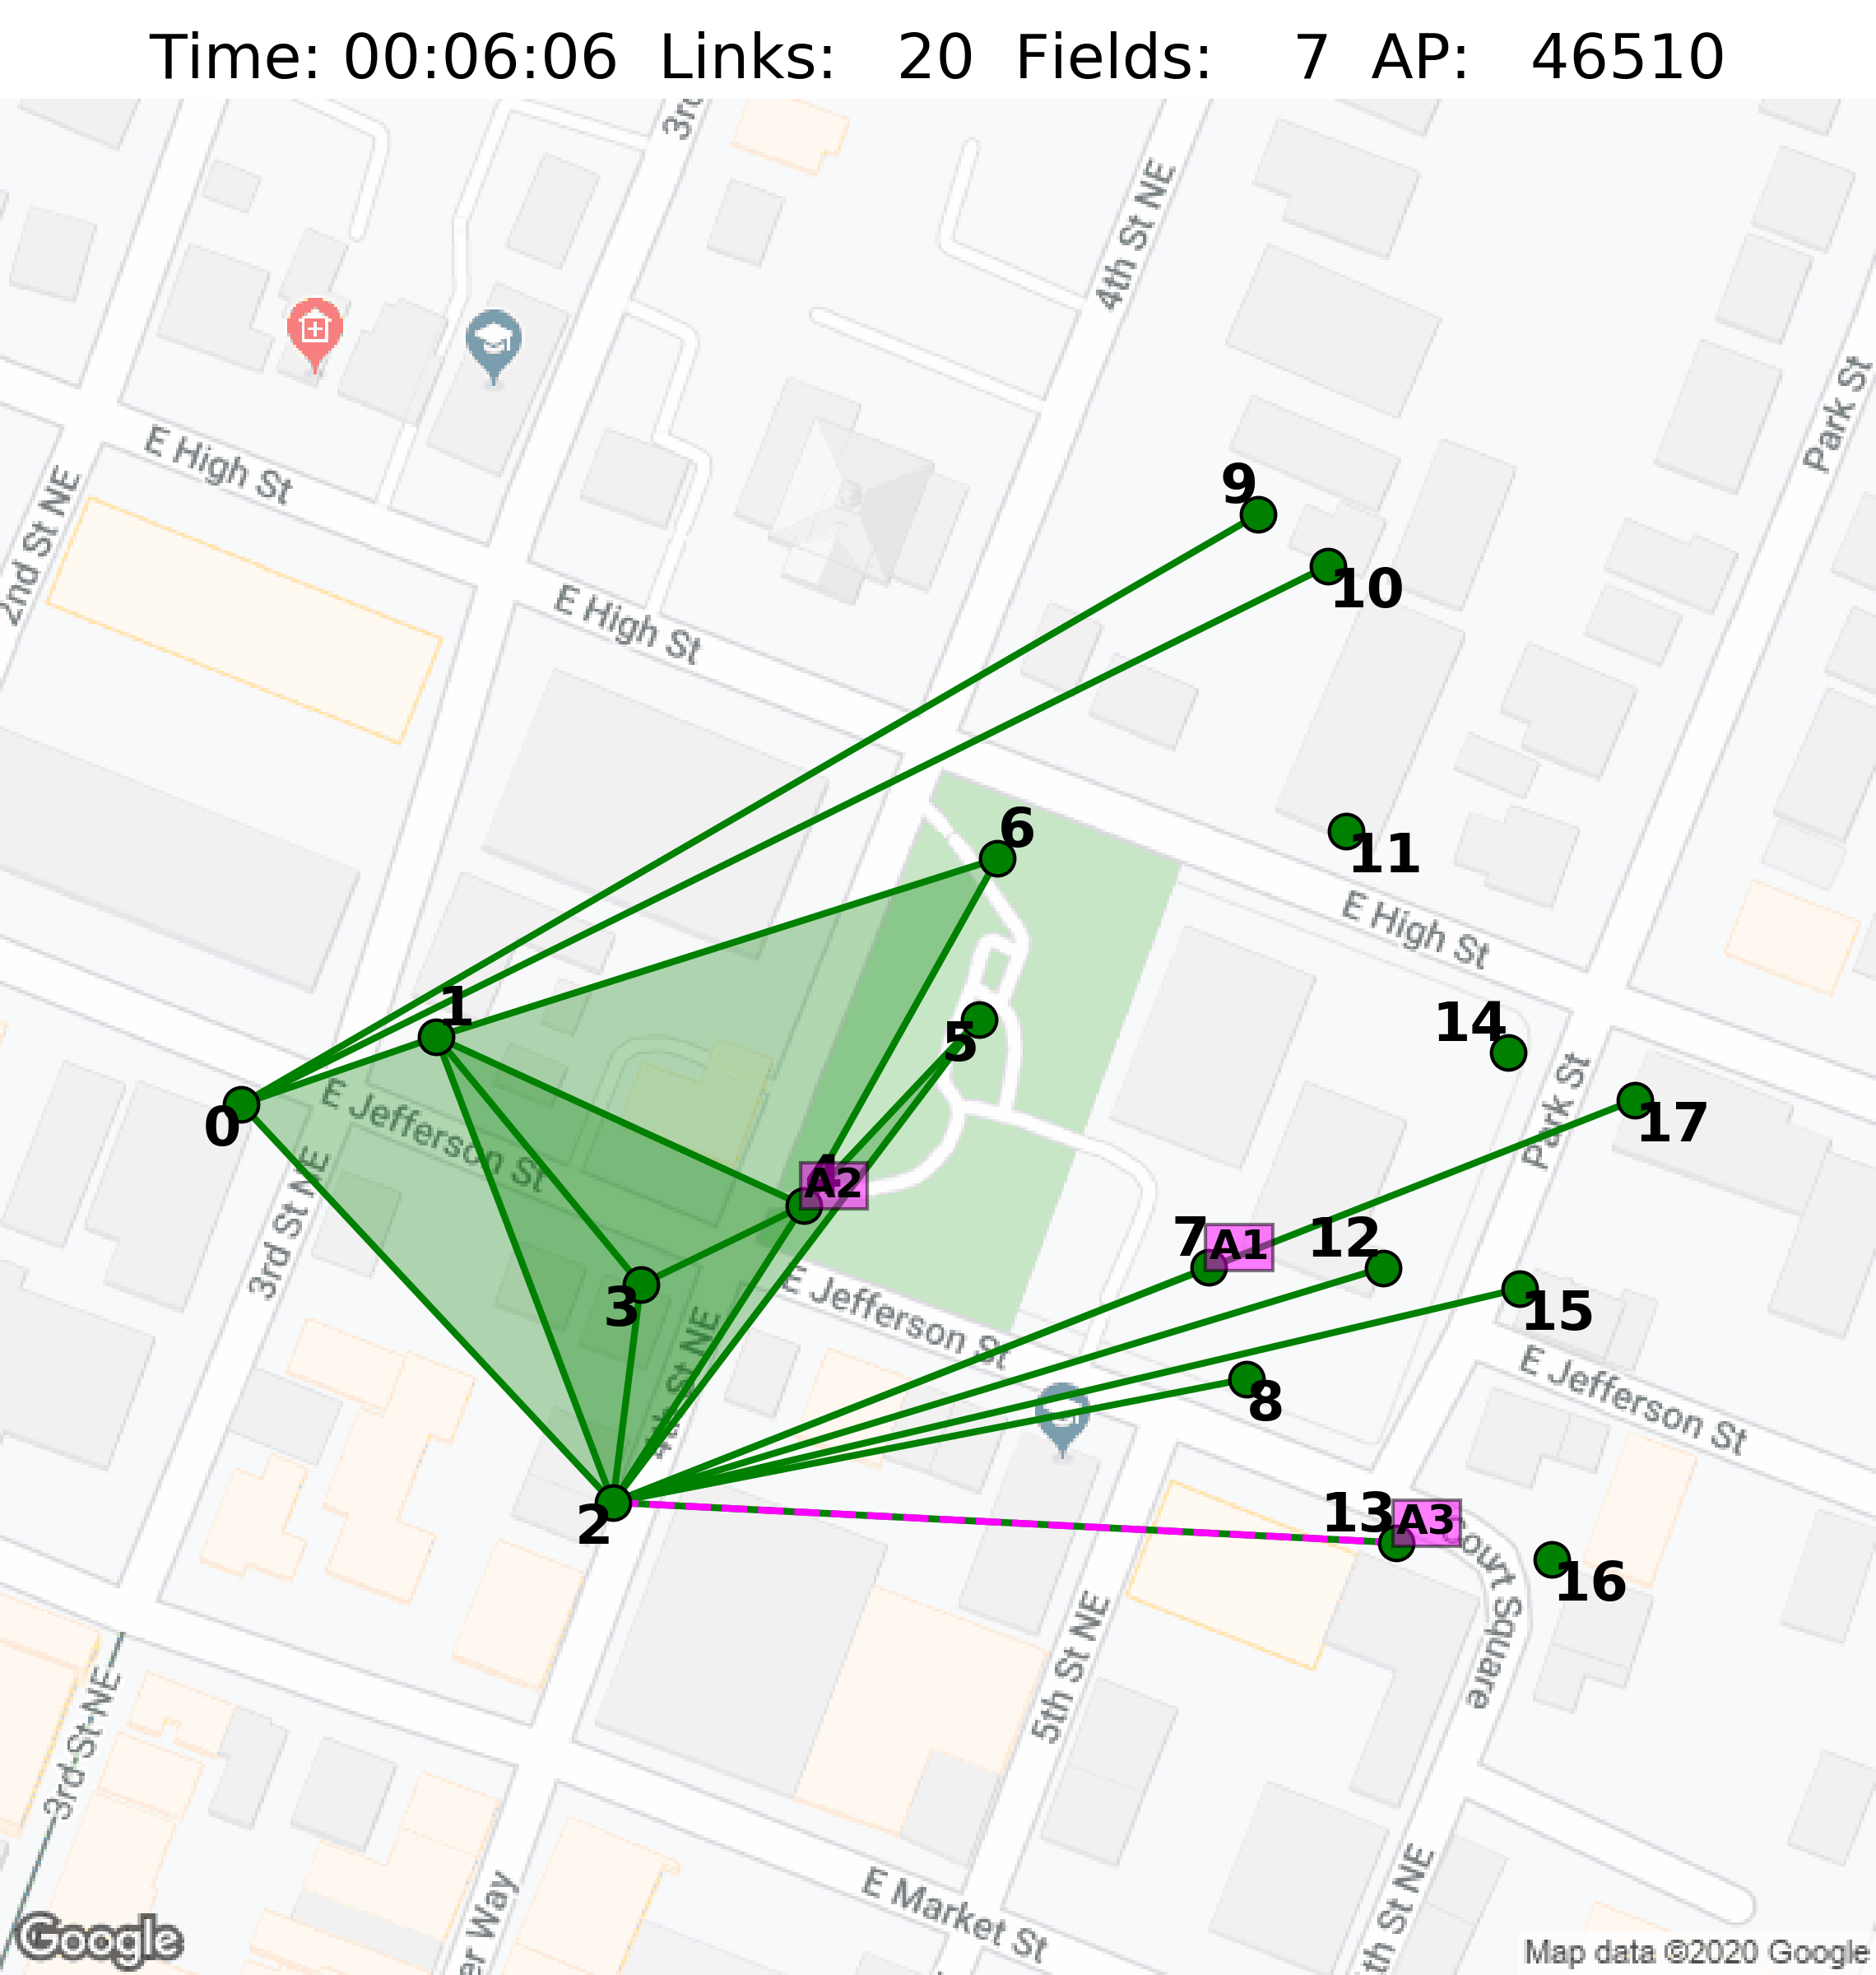 Time: 00:06:06 Links: 20 Fields: 7 AP: 46510
3rd
4th St NE
Park St
E High St
2nd St NE
9
10
E High St
6
11
E High St
1
14
0
E Jefferson St
5
Park St
17
3rd St NE
A2
7
A1
12
3
E Jefferson St
15
4th St NE
E Jefferson St
8
2
13
A3
Court Square
16
5th St NE
3rd St NE
E Market St
er Way
th St NE
Google
Map data ©2020 Google